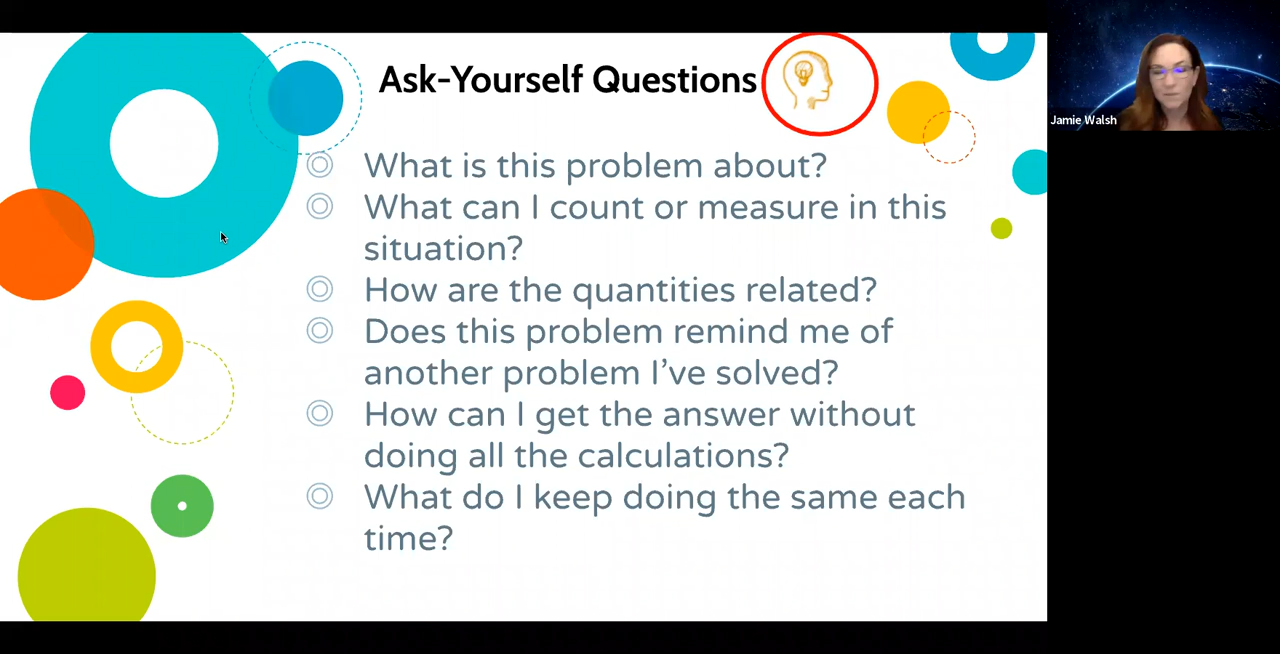 Ask-Yourself Questions
Jamie Walsh
What is this problem about?
What can I count or measure in this
situation?
How are the quantities related?
Does this problem remind me of
another problem I’ve solved?
How can I get the answer without
doing all the calculations?
What do I keep doing the same each
time?